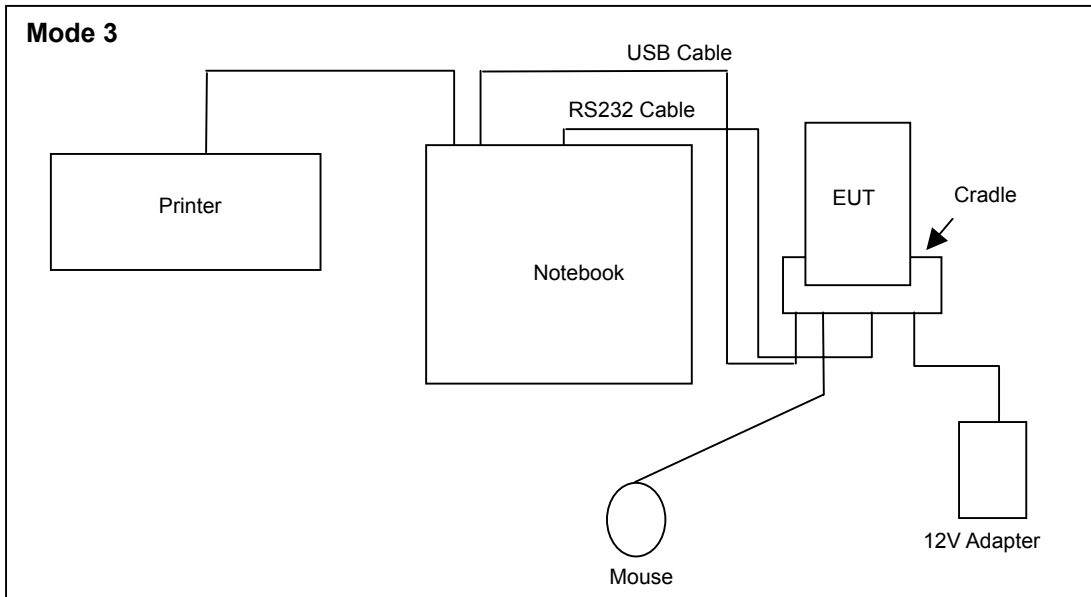 Mode 3
USB Cable
RS232 Cable
Printer
Notebook
EUT
Cradle
12V Adapter
Mouse